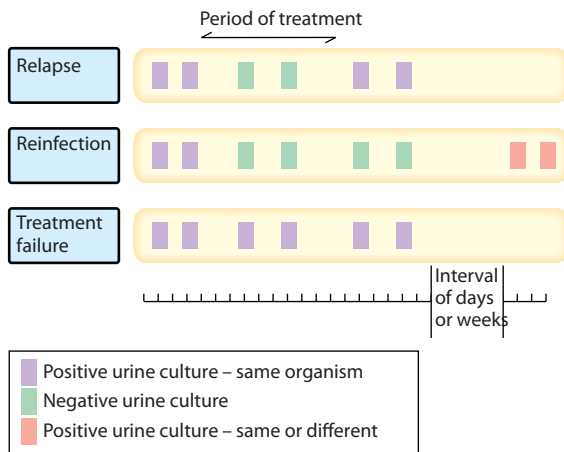 Period of treatment
Relapse
Reinfection
Treatment
failure
Interval
of days
or weeks
Positive urine culture – same organism
Negative urine culture
Positive urine culture – same or different